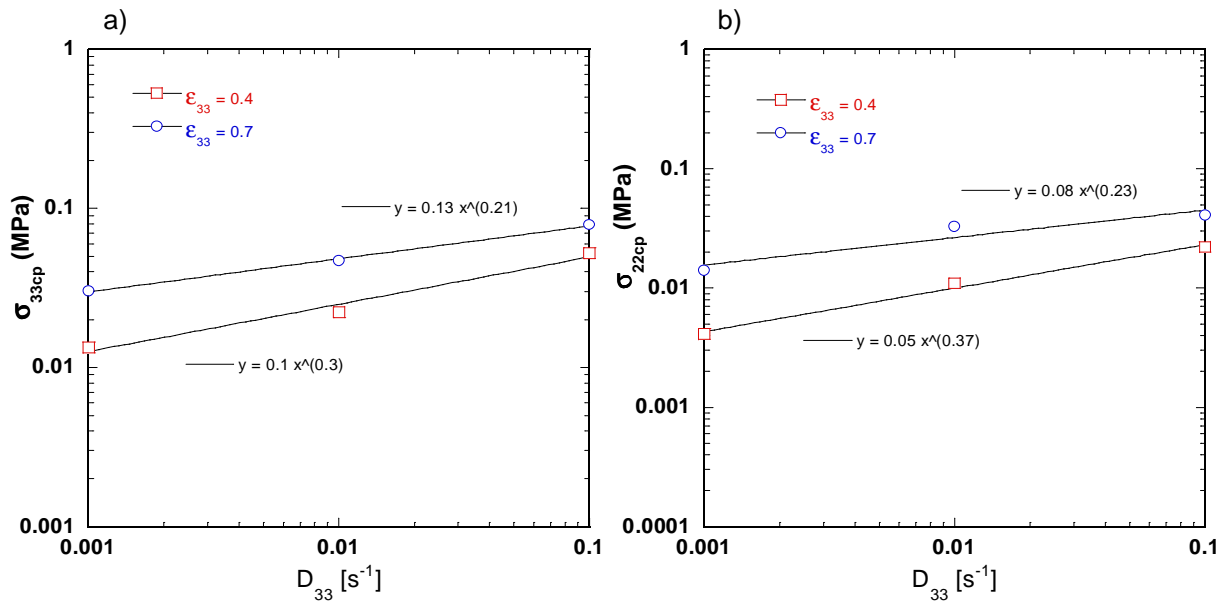 a)
σ33cp (MPa)
1
0.1
0.01
0.001
ε33 = 0.4
ε33 = 0.7
y = 0.13 x^(0.21)
y = 0.1 x^(0.3)
0.001
0.01
0.1
D33 [s-1]
b)
σ22cp (MPa)
1
0.1
0.01
0.001
0.0001
ε33 = 0.4
ε33 = 0.7
y = 0.08 x^(0.23)
y = 0.05 x^(0.37)
0.001
0.01
0.1
D33 [s-1]